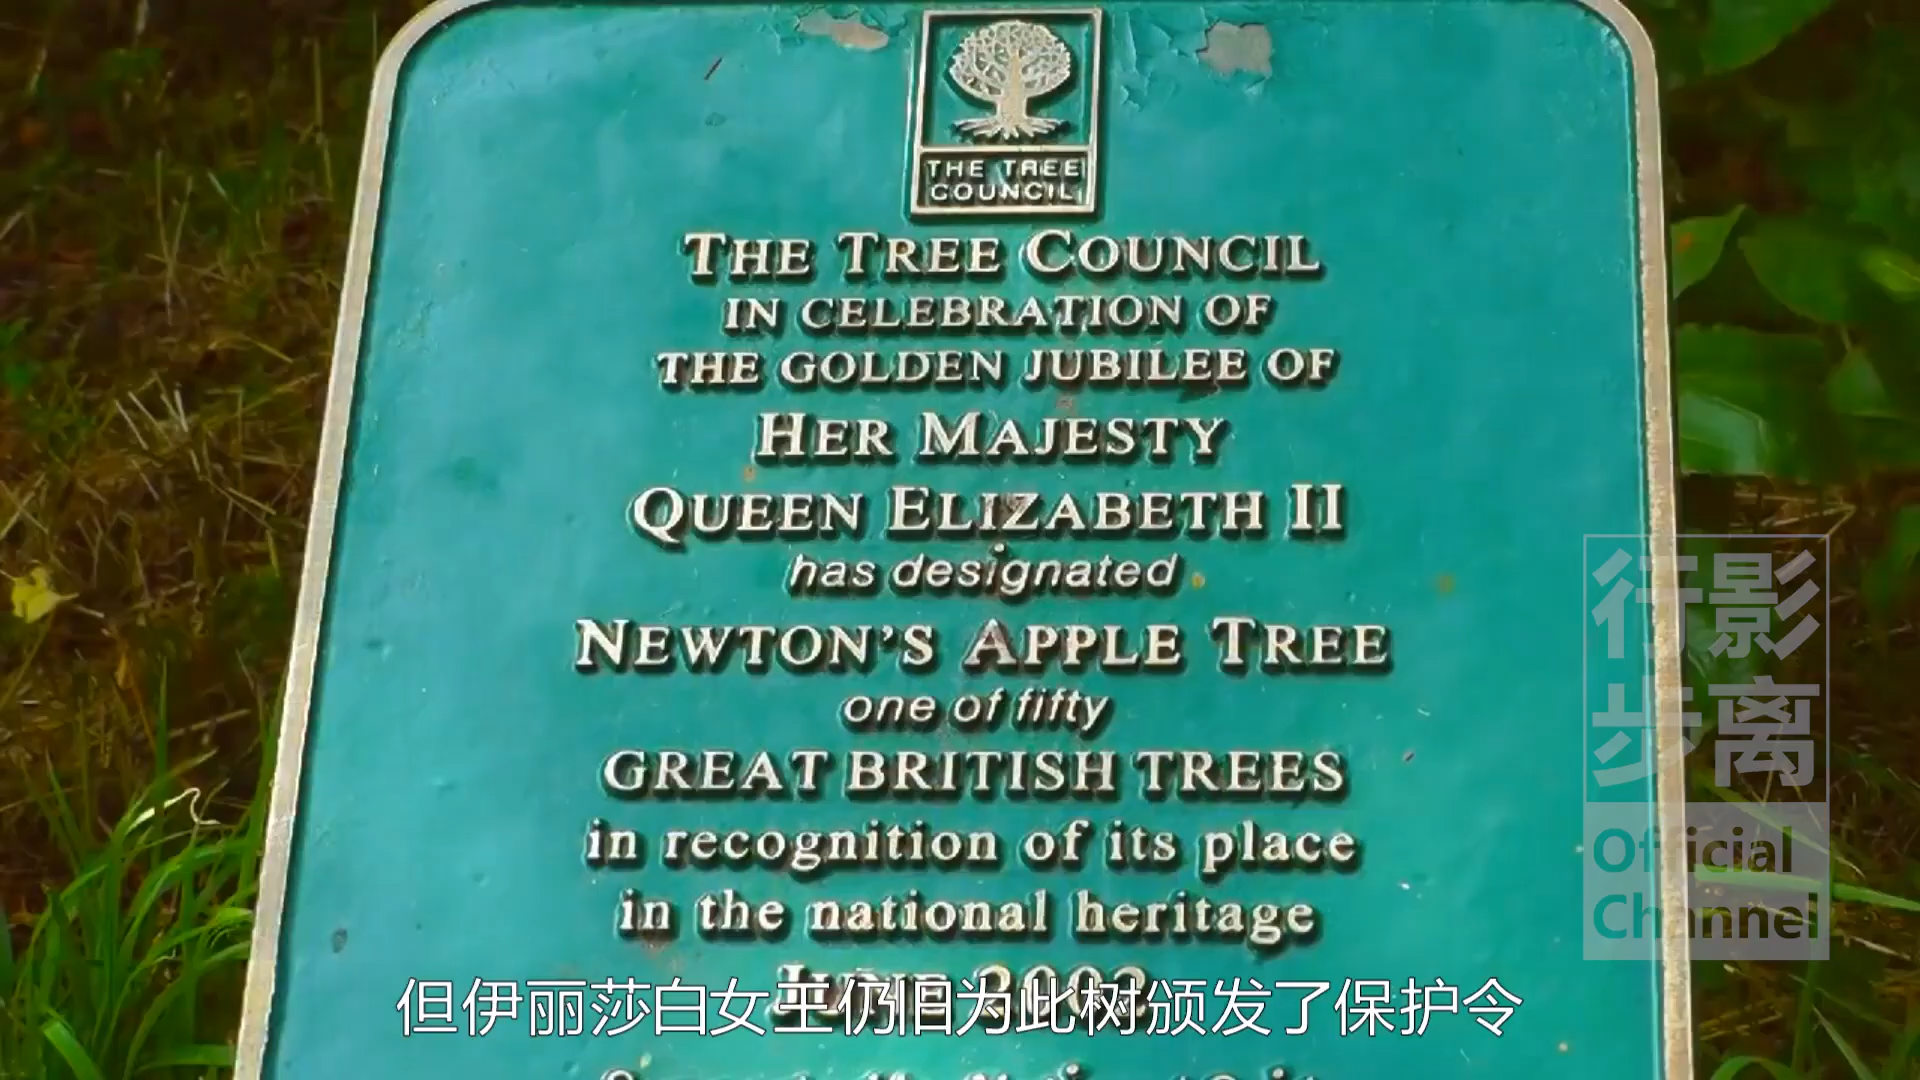 THE TREE
COUNCIL
THE TREE COUNCIL
IN CELEBRATION OF
THE GOLDEN JUBILEE OF
HER MAJESTY
QUEEN ELIZABETH II
has designated
NEWTON'S APPLE TREE
one of fifty
GREAT BRITISH TREES
in recognition of its place
in the national heritage
JUNE 2002
但伊丽莎白女王仍旧为此树颁发了保护令
行影
步离
Official
Channel